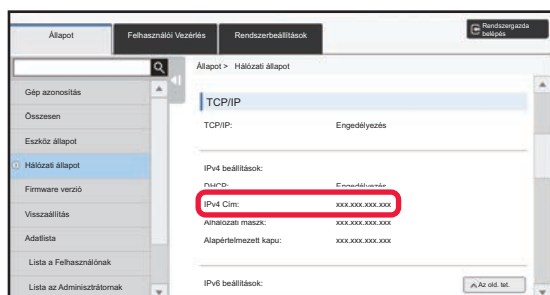 Állapot
Felhasználói Vezérlés
Rendszerbeállítások
Rendszergazda
belépés
Állapot > Hálózati állapot
Gép azonosítás
Összesen
Eszköz állapot
Hálózati állapot
Firmware verzió
Visszaállítás
Adatlista
Lista a Felhasználónak
Lista az Adminisztrátornak
TCP/IP
TCP/IP: Engedélyezés
IPv4 beállítások:
DHCP: Engedélyezés
IPv4 Cím: xxx.xxx.xxx.xxx
Alhálózati maszk: xxx.xxx.xxx.xxx
Alapértelmezett kapu: xxx.xxx.xxx.xxx
IPv6 beállítások:
Az old. tet.